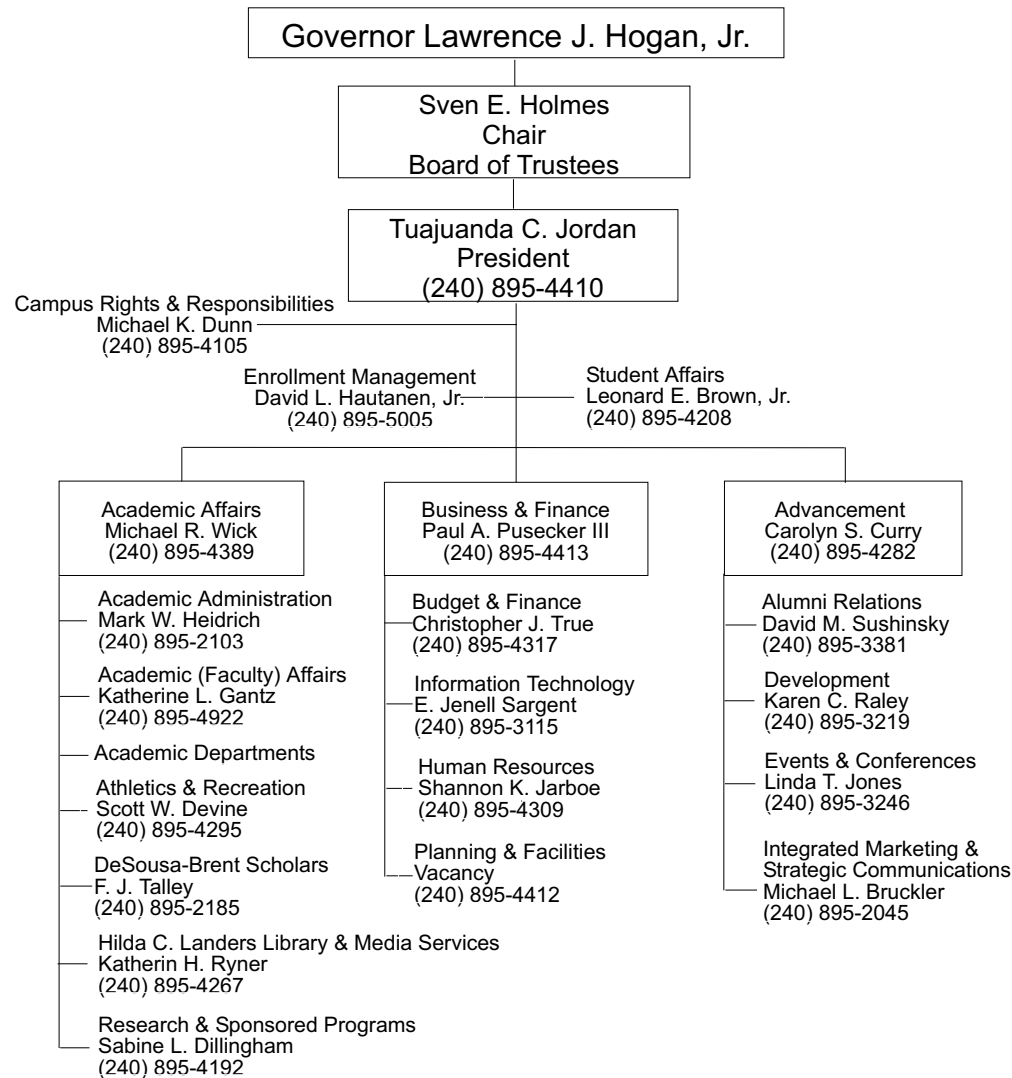 Governor Lawrence J. Hogan, Jr.
Sven E. Holmes
Chair
Board of Trustees
Tuajuanda C. Jordan
President
(240) 895-4410
Campus Rights & Responsibilities
Michael K. Dunn
(240) 895-4105
Enrollment Management
David L. Hautanen, Jr.
(240) 895-5005
Student Affairs
Leonard E. Brown, Jr.
(240) 895-4208
Academic Affairs
Michael R. Wick
(240) 895-4389
Academic Administration
Mark W. Heidrich
(240) 895-2103
Academic (Faculty) Affairs
Katherine L. Gantz
(240) 895-4922
Academic Departments
Athletics & Recreation
Scott W. Devine
(240) 895-4295
DeSousa-Brent Scholars
F. J. Talley
(240) 895-2185
Hilda C. Landers Library & Media Services
Katherin H. Ryner
(240) 895-4267
Research & Sponsored Programs
Sabine L. Dillingham
(240) 895-4192
Business & Finance
Paul A. Pusecker III
(240) 895-4413
Budget & Finance
Christopher J. True
(240) 895-4317
Information Technology
E. Jenell Sargent
(240) 895-3115
Human Resources
Shannon K. Jarboe
(240) 895-4309
Planning & Facilities
Vacancy
(240) 895-4412
Advancement
Carolyn S. Curry
(240) 895-4282
Alumni Relations
David M. Sushinsky
(240) 895-3381
Development
Karen C. Raley
(240) 895-3219
Events & Conferences
Linda T. Jones
(240) 895-3246
Integrated Marketing &
Strategic Communications
Michael L. Bruckler
(240) 895-2045